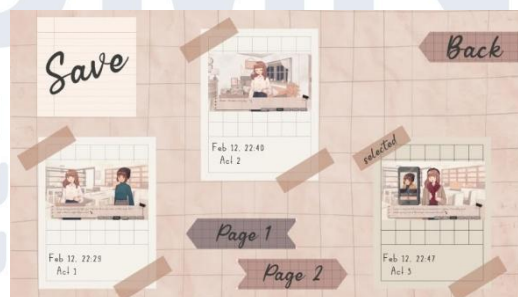 Save
Back
Feb 12, 22:40
Act 2
selected
Feb 12, 22:29
Act 1
Page 1
Page 2
Feb 12, 22:47
Act 3